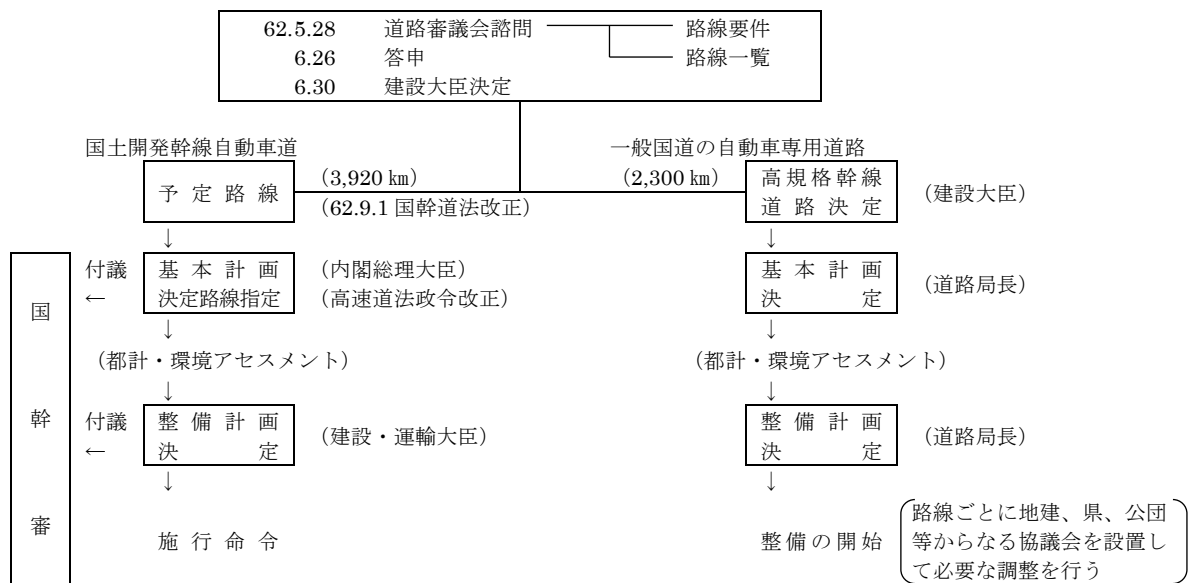 62.5.28 道路審議会諮問 路線要件
6.26 答申 路線一覧
6.30 建設大臣決定
国土開発幹線自動車道 一般国道の自動車専用道路
予定路線 (3,920 ㎞) (2,300 ㎞) 高規格幹線
(62.9.1 国幹道法改正) 道路決定 (建設大臣)
↓ ↓
付議 基本計画 (内閣総理大臣) 基本計画
← 決定路線指定 (高速道法政令改正) 決定 (道路局長)
↓ ↓
(都計・環境アセスメント) (都計・環境アセスメント)
↓ ↓
付議 整備計画 (建設・運輸大臣) 整備計画 (道路局長)
← 決定 決定
↓ ↓
施行命令 整備の開始
路線ごとに地建、県、公団
等からなる協議会を設置し
て必要な調整を行う
国
幹
審